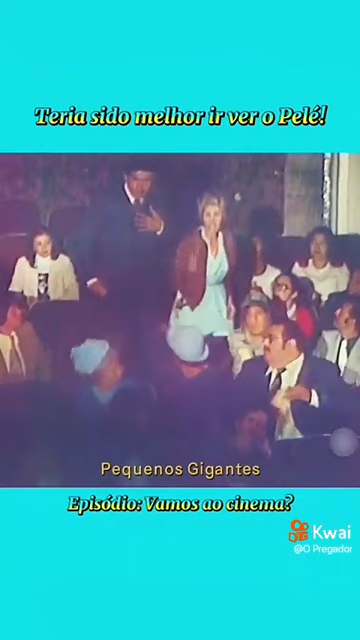 Teria sido melhor ir ver o Pelé!
Pequenos Gigantes
Episódio: Vamos ao cinema?
Kwai
@O Pregador